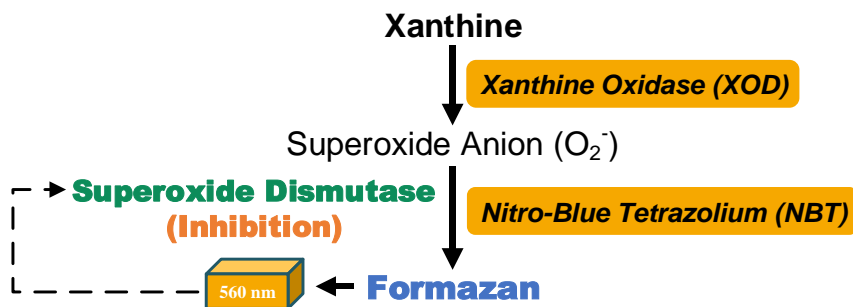 Xanthine
Xanthine Oxidase (XOD)
Superoxide Anion (O₂⁻)
Superoxide Dismutase
(Inhibition)
Nitro-Blue Tetrazolium (NBT)
560 nm
Formazan